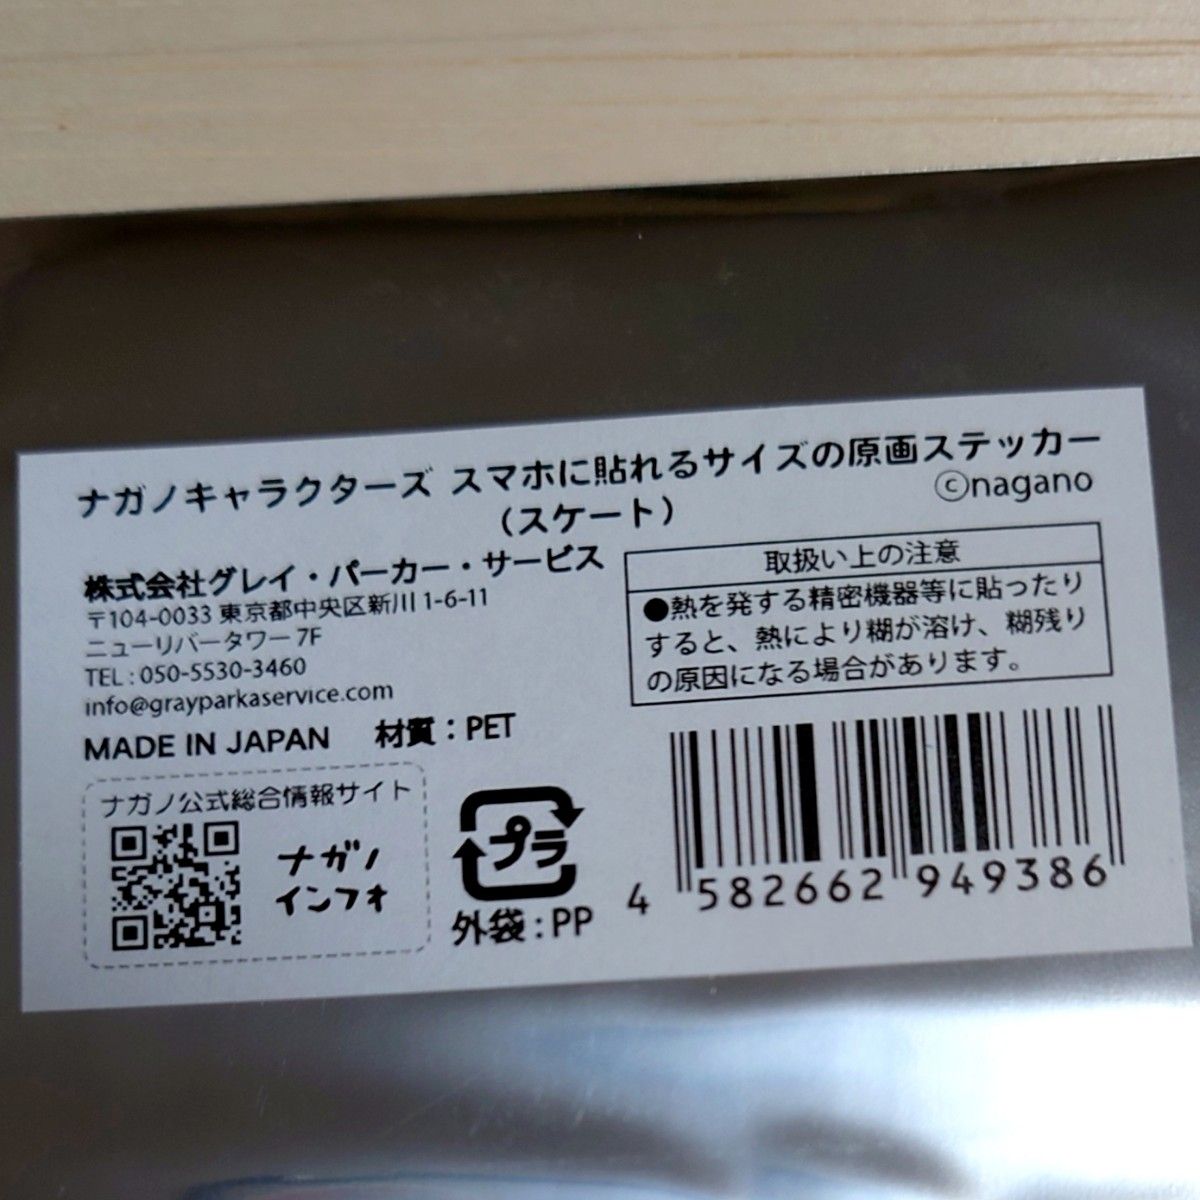 ナガノキャラクターズ スマホに貼れるサイズの原画ステッカー
（スケート）
©nagano
株式会社グレイ・パーカー・サービス
〒104-0033 東京都中央区新川 1-6-11
ニューリバータワー 7F
TEL : 050-5530-3460
info@grayparkaservice.com
MADE IN JAPAN 材質：PET
取扱い上の注意
●熱を発する精密機器等に貼ったり
すると、熱により糊が溶け、糊残り
の原因になる場合があります。
ナガノ公式総合情報サイト
ナガノ
インフォ
プラ
外袋 : PP
4 582662 949386